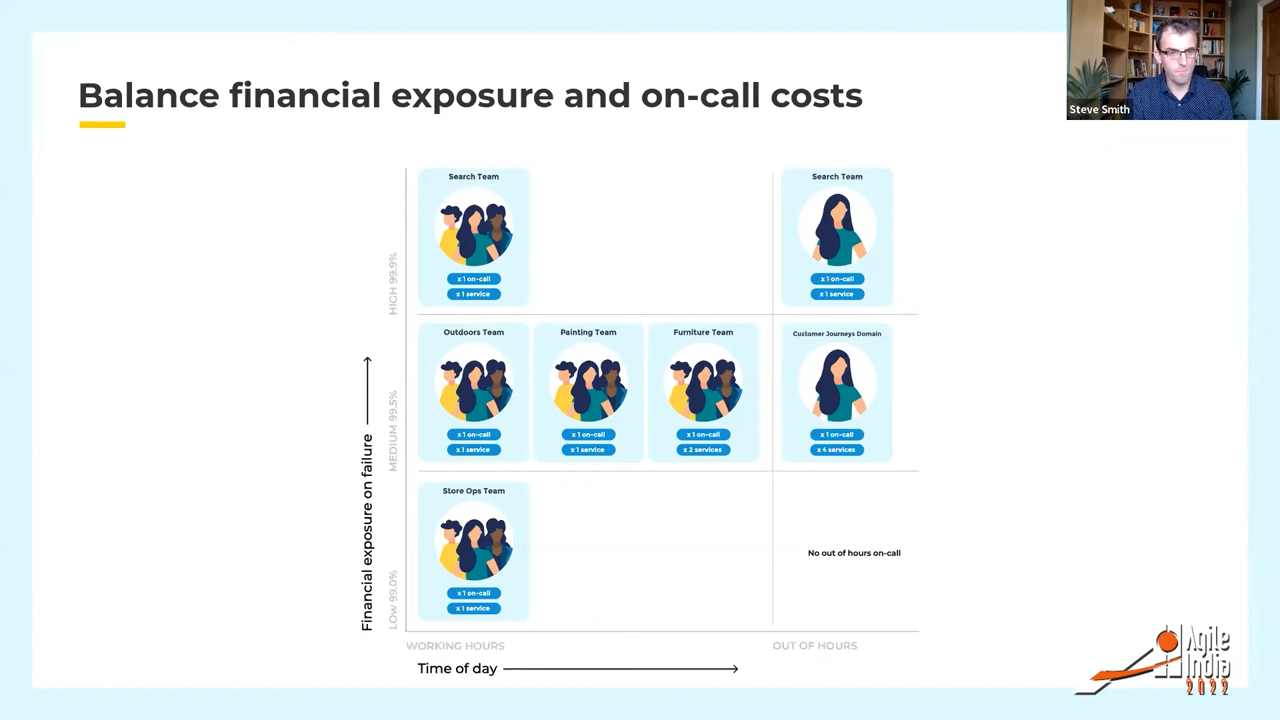 Steve Smith
Balance financial exposure and on-call costs
Financial exposure on failure
HIGH 99.9%
Search Team
x 1 on-call
x 1 service
Search Team
x 1 on-call
x 1 service
MEDIUM 99.5%
Outdoors Team
x 1 on-call
x 1 service
Painting Team
x 1 on-call
x 1 service
Furniture Team
x 1 on-call
x 2 services
Customer Journeys Domain
x 1 on-call
x 4 services
LOW 99.0%
Store Ops Team
x 1 on-call
x 1 service
No out of hours on-call
WORKING HOURS
OUT OF HOURS
Time of day
Agile
India
2022